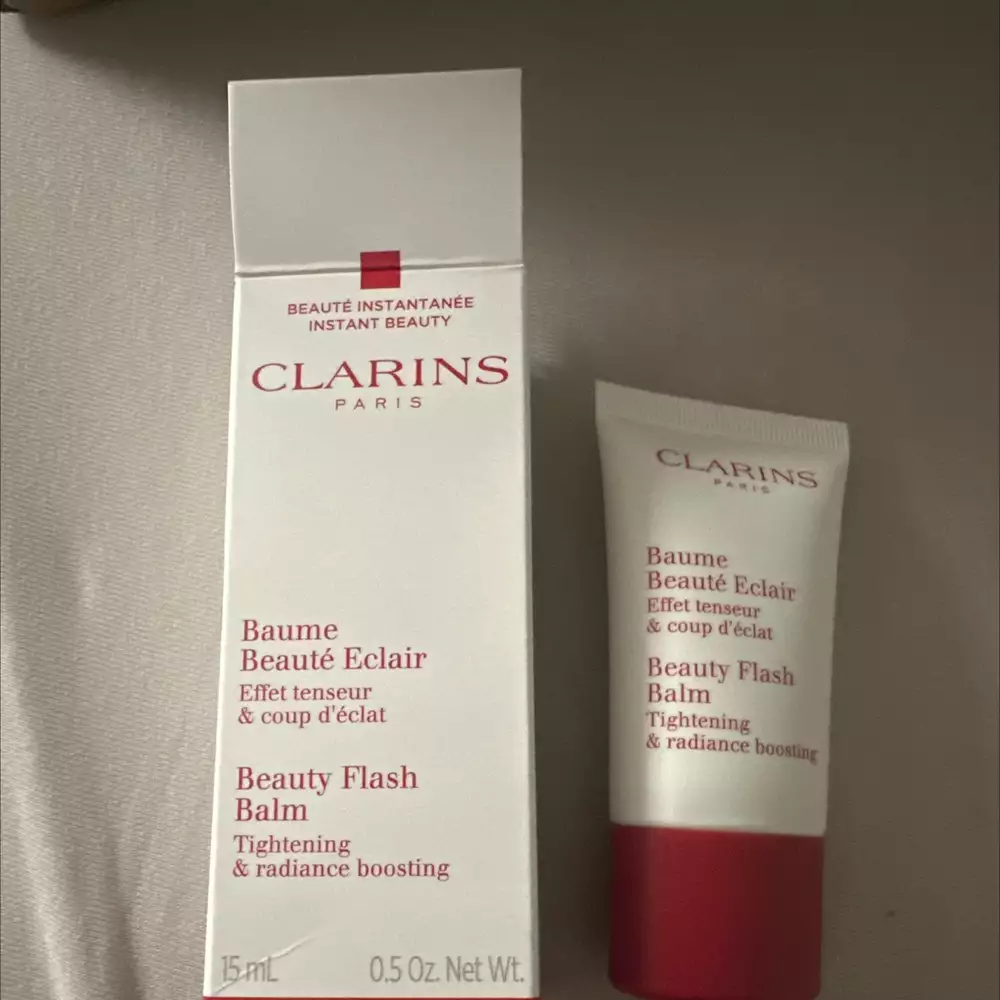 BEAUTÉ INSTANTANÉE
INSTANT BEAUTY
CLARINS
PARIS
Baume
Beauté Eclair
Effet tenseur
& coup d'éclat
Beauty Flash
Balm
Tightening
& radiance boosting
15 mL 0.5 Oz. Net Wt.
CLARINS
PARIS
Baume
Beauté Eclair
Effet tenseur
& coup d'éclat
Beauty Flash
Balm
Tightening
& radiance boosting